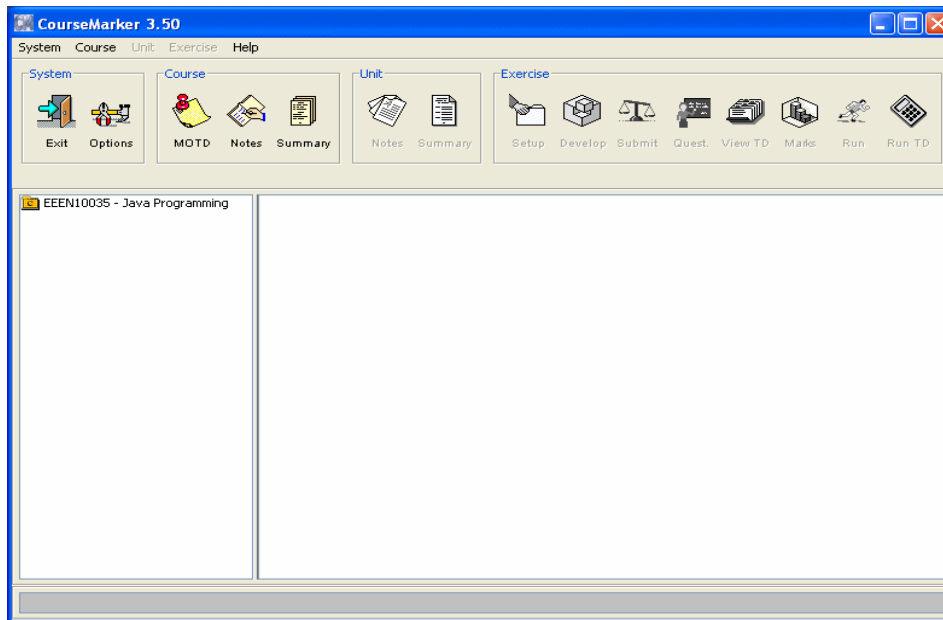 CourseMarker 3.50
System Course Unit Exercise Help
System Course Unit Exercise
Exit Options MOTD Notes Summary Notes Summary Setup Develop Submit Quest. View TD Marks Run Run TD
EEEN10035 - Java Programming